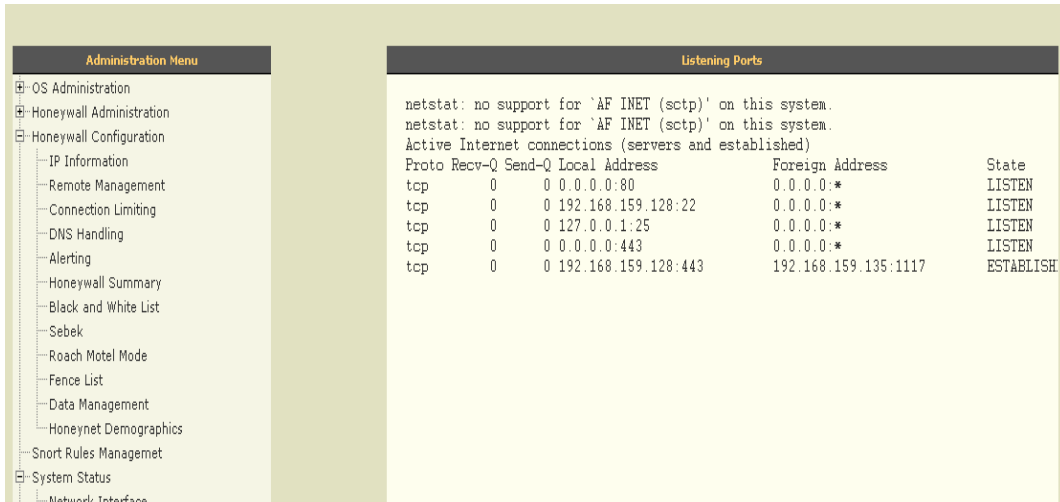 Administration Menu
OS Administration
Honeywall Administration
Honeywall Configuration
IP Information
Remote Management
Connection Limiting
DNS Handling
Alerting
Honeywall Summary
Black and White List
Sebek
Roach Motel Mode
Fence List
Data Management
Honeynet Demographics
Snort Rules Managemet
System Status
Network Interface
Listening Ports
netstat: no support for `AF INET (sctp)' on this system.
netstat: no support for `AF INET (sctp)' on this system.
Active Internet connections (servers and established)
Proto Recv-Q Send-Q Local Address Foreign Address State
tcp 0 0 0.0.0.0:80 0.0.0.0:* LISTEN
tcp 0 0 192.168.159.128:22 0.0.0.0:* LISTEN
tcp 0 0 127.0.0.1:25 0.0.0.0:* LISTEN
tcp 0 0 0.0.0.0:443 0.0.0.0:* LISTEN
tcp 0 0 192.168.159.128:443 192.168.159.135:1117 ESTABLISH